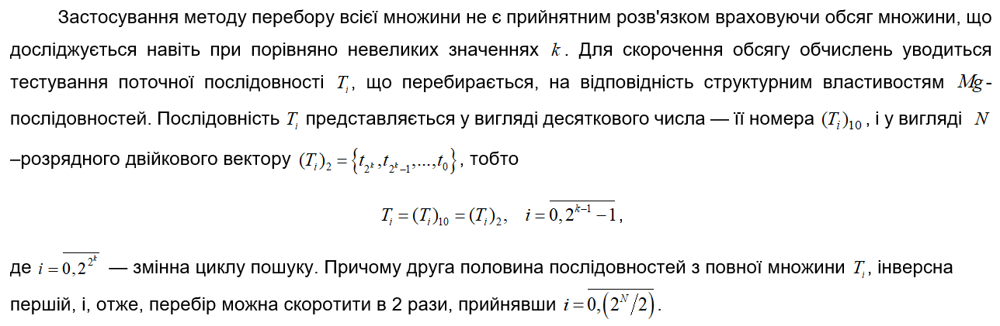 Застосування методу перебору всієї множини не є прийнятним розв'язком враховуючи обсяг множини, що
досліджується навіть при порівняно невеликих значеннях k. Для скорочення обсягу обчислень уводиться
тестування поточної послідовності Tᵢ, що перебирається, на відповідність структурним властивостям Mg-
послідовностей. Послідовність Tᵢ представляється у вигляді десяткового числа — її номера (Tᵢ)₁₀, і у вигляді N
–розрядного двійкового вектору $(T_i)_2 = \left\{t_{2^k}, t_{2^k-1}, ..., t_0\right\}$, тобто
$T_i = (T_i)_{10} = (T_i)_2, \quad i = \overline{0, 2^{k-1} - 1}$,
де $i = \overline{0, 2^{2^k}}$ — змінна циклу пошуку. Причому друга половина послідовностей з повної множини Tᵢ, інверсна
першій, і, отже, перебір можна скоротити в 2 рази, прийнявши $i = \overline{0, \left(2^N/2\right)}$.